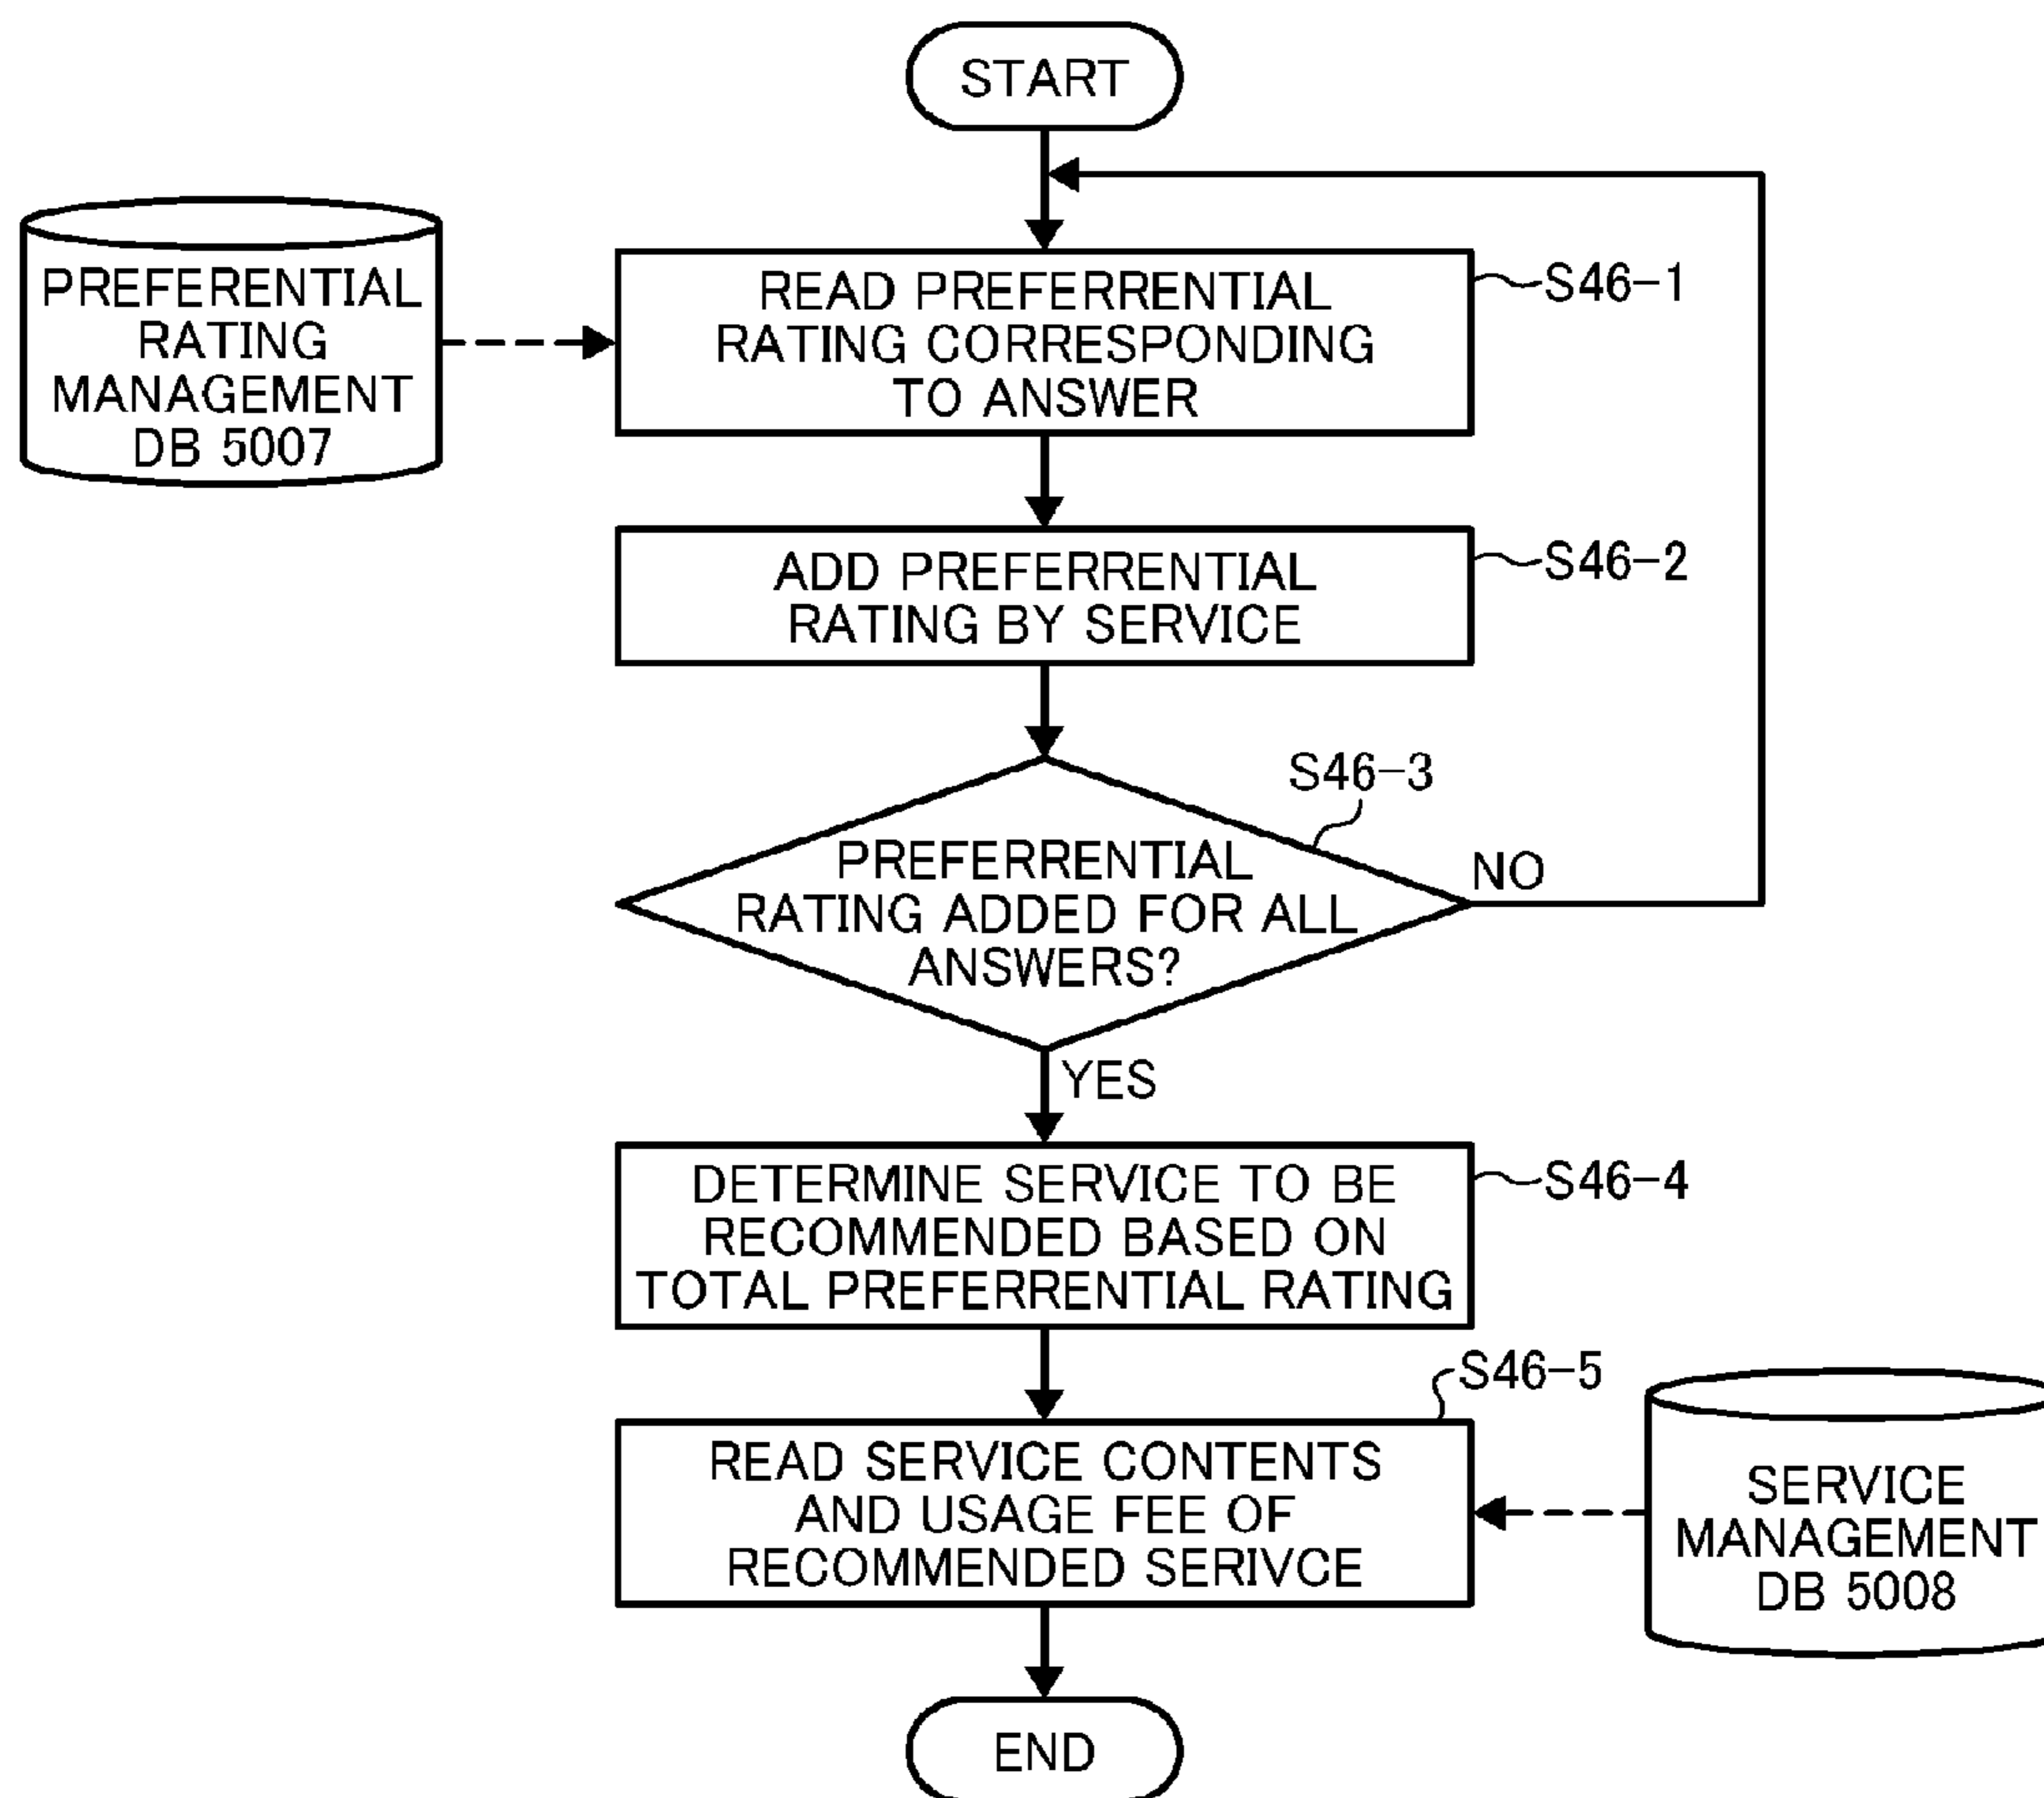 START
PREFERENTIAL
RATING
MANAGEMENT
DB 5007
READ PREFERRENTIAL
RATING CORRESPONDING
TO ANSWER
S46-1
ADD PREFERRENTIAL
RATING BY SERVICE
S46-2
S46-3
PREFERRENTIAL
RATING ADDED FOR ALL
ANSWERS?
NO
YES
DETERMINE SERVICE TO BE
RECOMMENDED BASED ON
TOTAL PREFERRENTIAL RATING
S46-4
S46-5
READ SERVICE CONTENTS
AND USAGE FEE OF
RECOMMENDED SERIVCE
SERVICE
MANAGEMENT
DB 5008
END